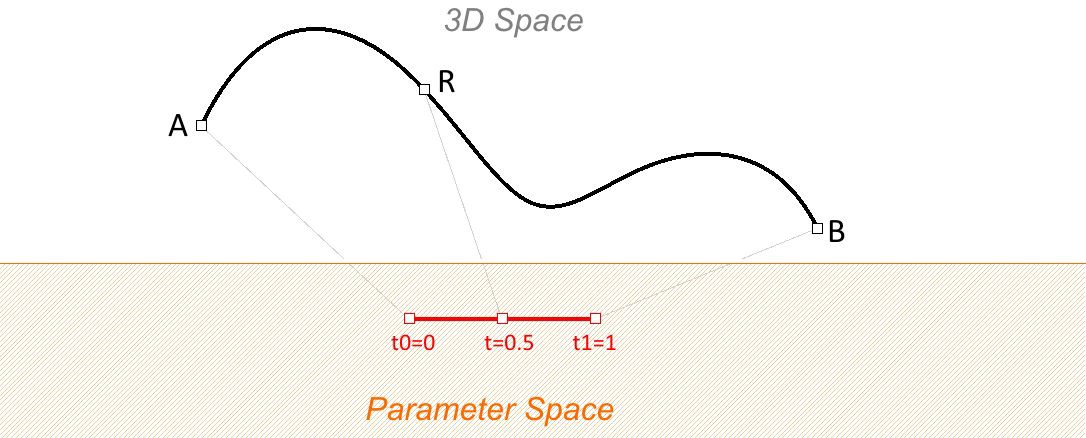 3D Space
R
A
B
t0=0 t=0.5 t1=1
Parameter Space